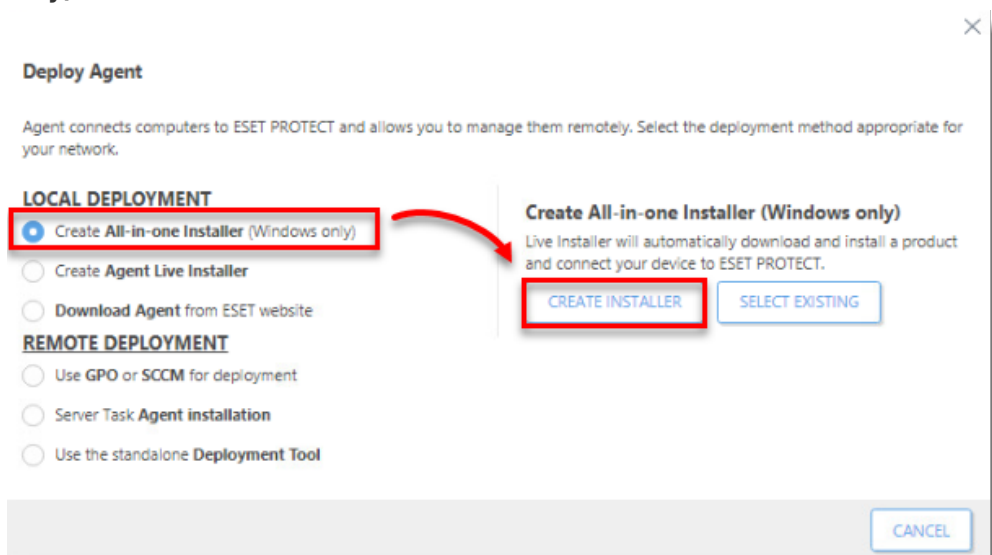 Deploy Agent
Agent connects computers to ESET PROTECT and allows you to manage them remotely. Select the deployment method appropriate for
your network.
LOCAL DEPLOYMENT
Create All-in-one Installer (Windows only)
Create Agent Live Installer
Download Agent from ESET website
REMOTE DEPLOYMENT
Use GPO or SCCM for deployment
Server Task Agent installation
Use the standalone Deployment Tool
Create All-in-one Installer (Windows only)
Live Installer will automatically download and install a product
and connect your device to ESET PROTECT.
CREATE INSTALLER
SELECT EXISTING
CANCEL